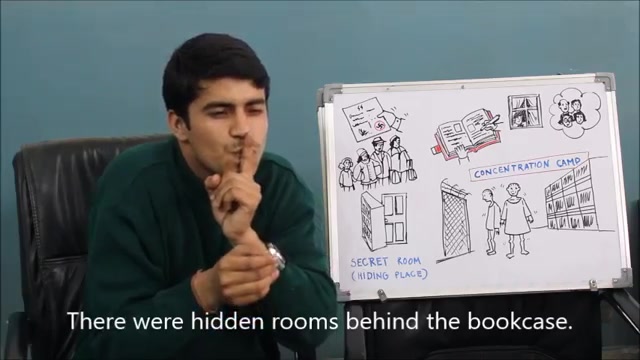 CONCENTRATION CAMP
SECRET ROOM
(HIDING PLACE)
There were hidden rooms behind the bookcase.